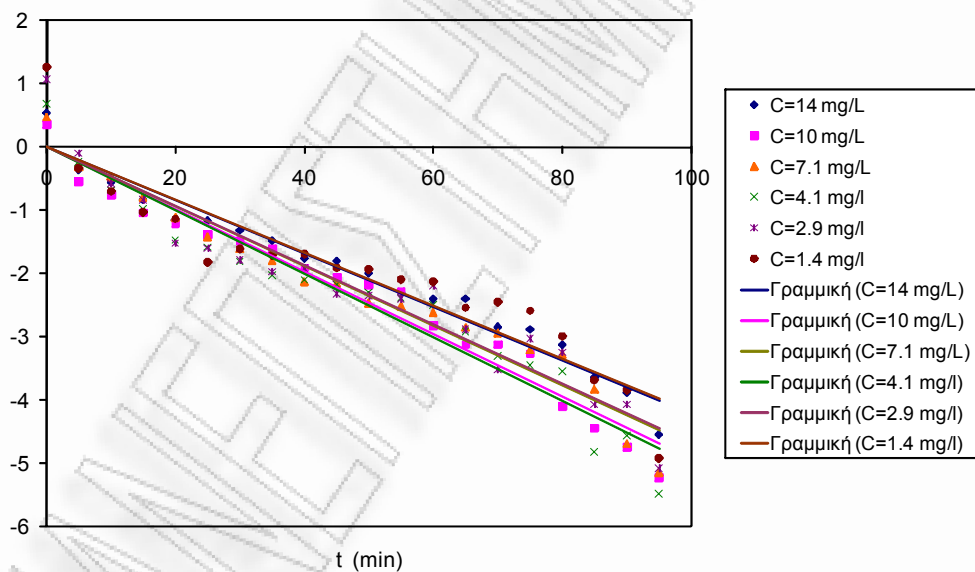 2
1
0
0
20
40
60
80
100
-1
-2
-3
-4
-5
-6
t (min)
C=14 mg/L
C=10 mg/L
C=7.1 mg/L
C=4.1 mg/l
C=2.9 mg/l
C=1.4 mg/l
Γραμμική (C=14 mg/L)
Γραμμική (C=10 mg/L)
Γραμμική (C=7.1 mg/L)
Γραμμική (C=4.1 mg/l)
Γραμμική (C=2.9 mg/l)
Γραμμική (C=1.4 mg/l)